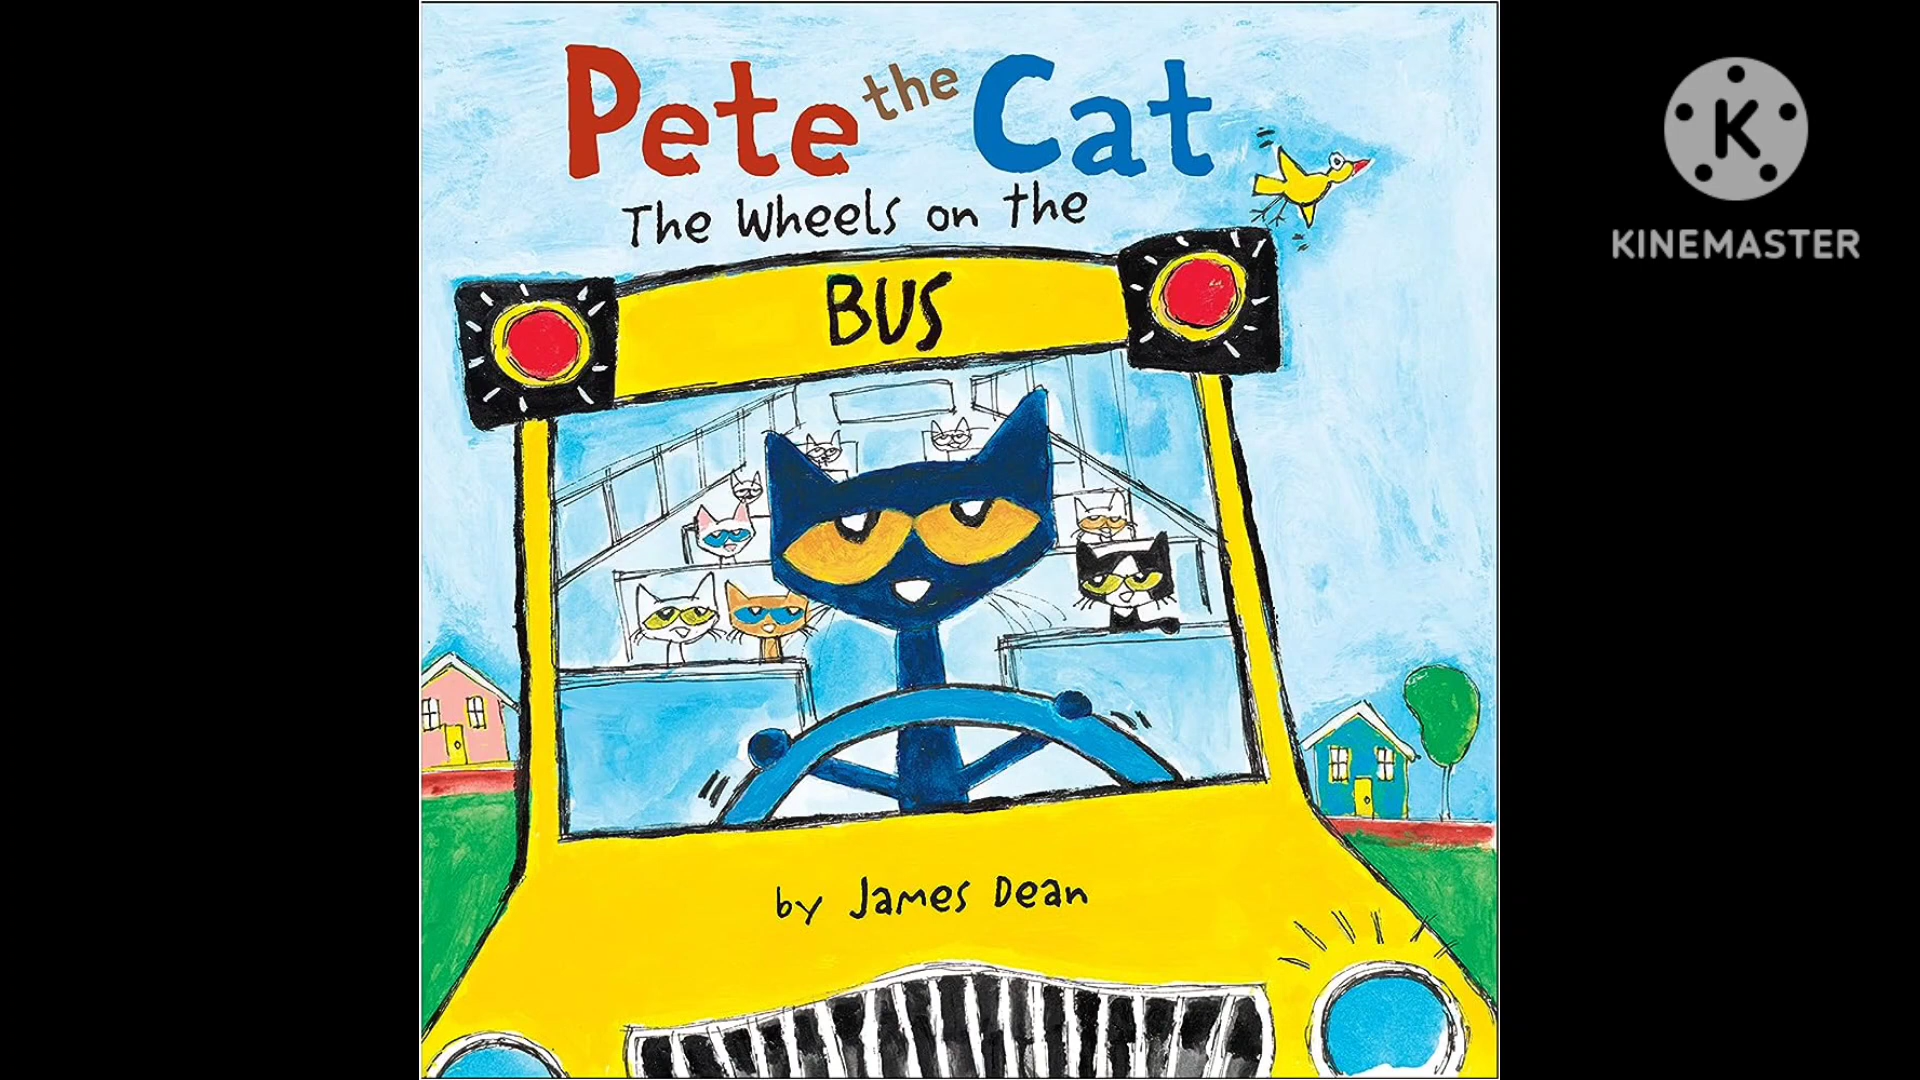 Pete the Cat
The Wheels on the
BUS
by James Dean
K
KINEMASTER